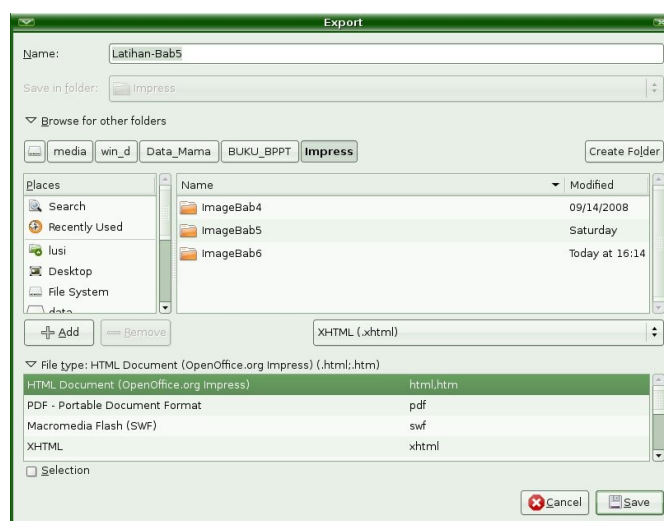 Export
Name: Latihan-Bab5
Save in folder: Impress
Browse for other folders
media win_d Data_Mama BUKU_BPPT Impress Create Folder
Places Name Modified
Search ImageBab4 09/14/2008
Recently Used ImageBab5 Saturday
lusi ImageBab6 Today at 16:14
Desktop
File System
data
Add Remove XHTML (.xhtml)
File type: HTML Document (OpenOffice.org Impress) (.html;.htm)
HTML Document (OpenOffice.org Impress) html,htm
PDF - Portable Document Format pdf
Macromedia Flash (SWF) swf
XHTML xhtml
Selection
Cancel Save